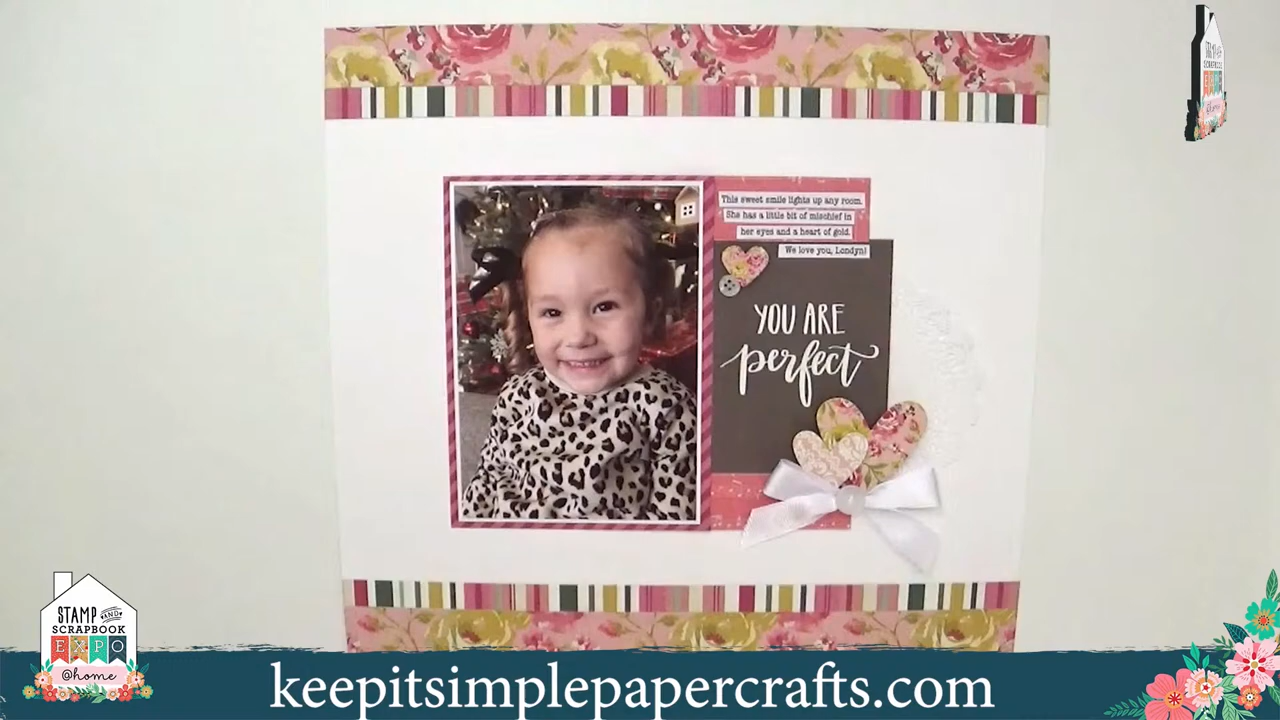 This sweet smile lights up any room.
She has a little bit of mischief in
her eyes and a heart of gold.
We love you, Londyn!
YOU ARE
perfect
STAMP AND
SCRAPBOOK
EXPO
@home
keepitsimplepapercrafts.com